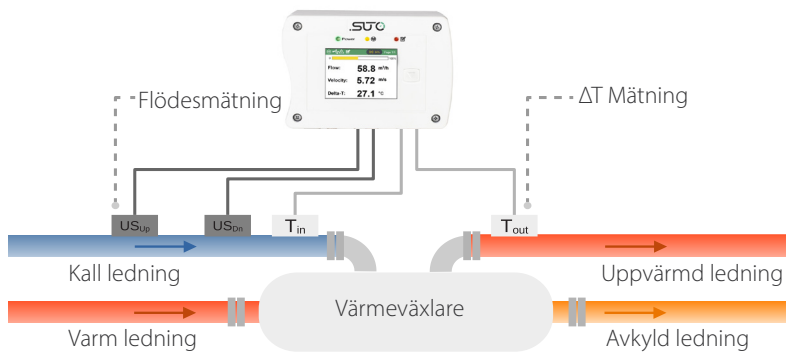 SUTO
Power
Flow: 58.8 m³/h
Velocity: 5.72 m/s
Delta-T: 27.1 °C
Flödesmätning
ΔT Mätning
USUp
USDn
Tin
Tout
Kall ledning
Uppvärmd ledning
Värmeväxlare
Varm ledning
Avkyld ledning